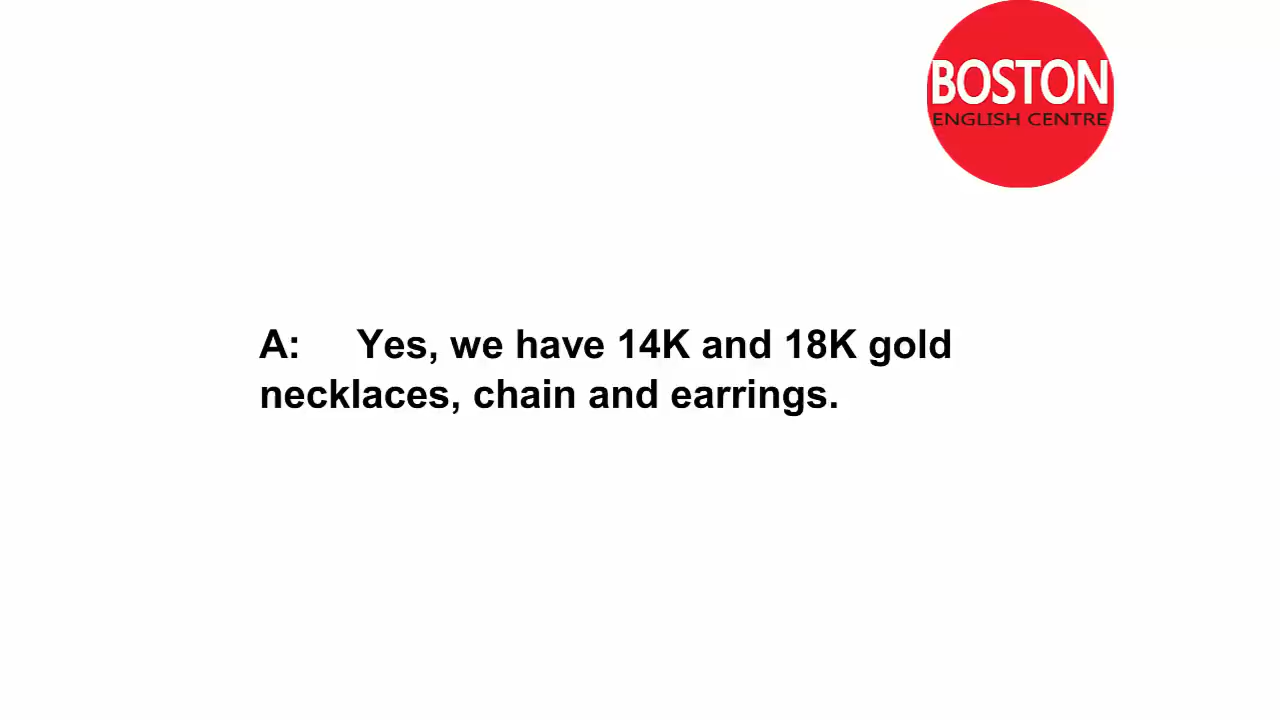 BOSTON
ENGLISH CENTRE
A: Yes, we have 14K and 18K gold
necklaces, chain and earrings.